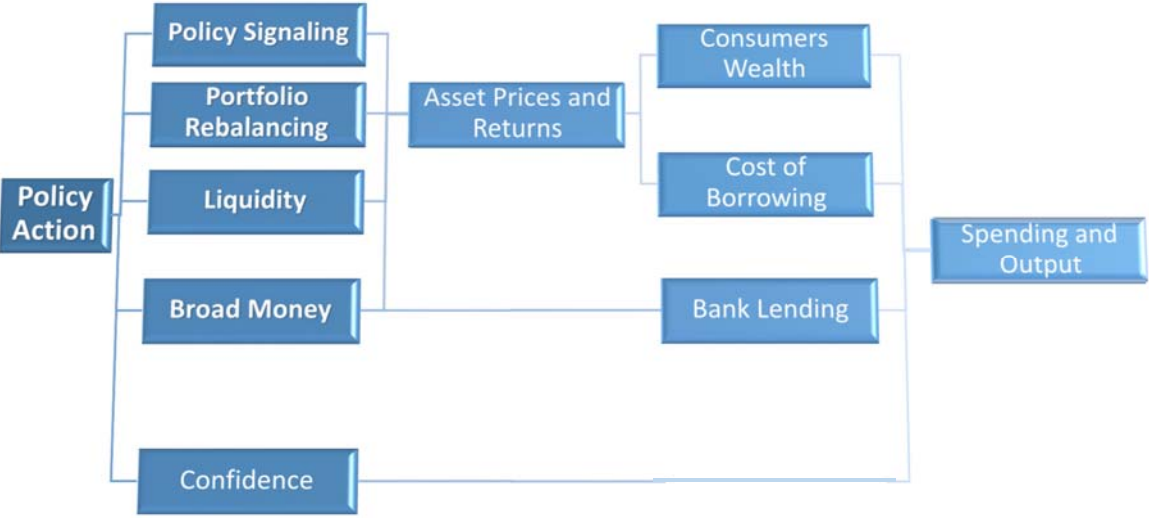 Policy Signaling
Portfolio
Rebalancing
Liquidity
Policy
Action
Broad Money
Confidence
Asset Prices and
Returns
Consumers
Wealth
Cost of
Borrowing
Bank Lending
Spending and
Output